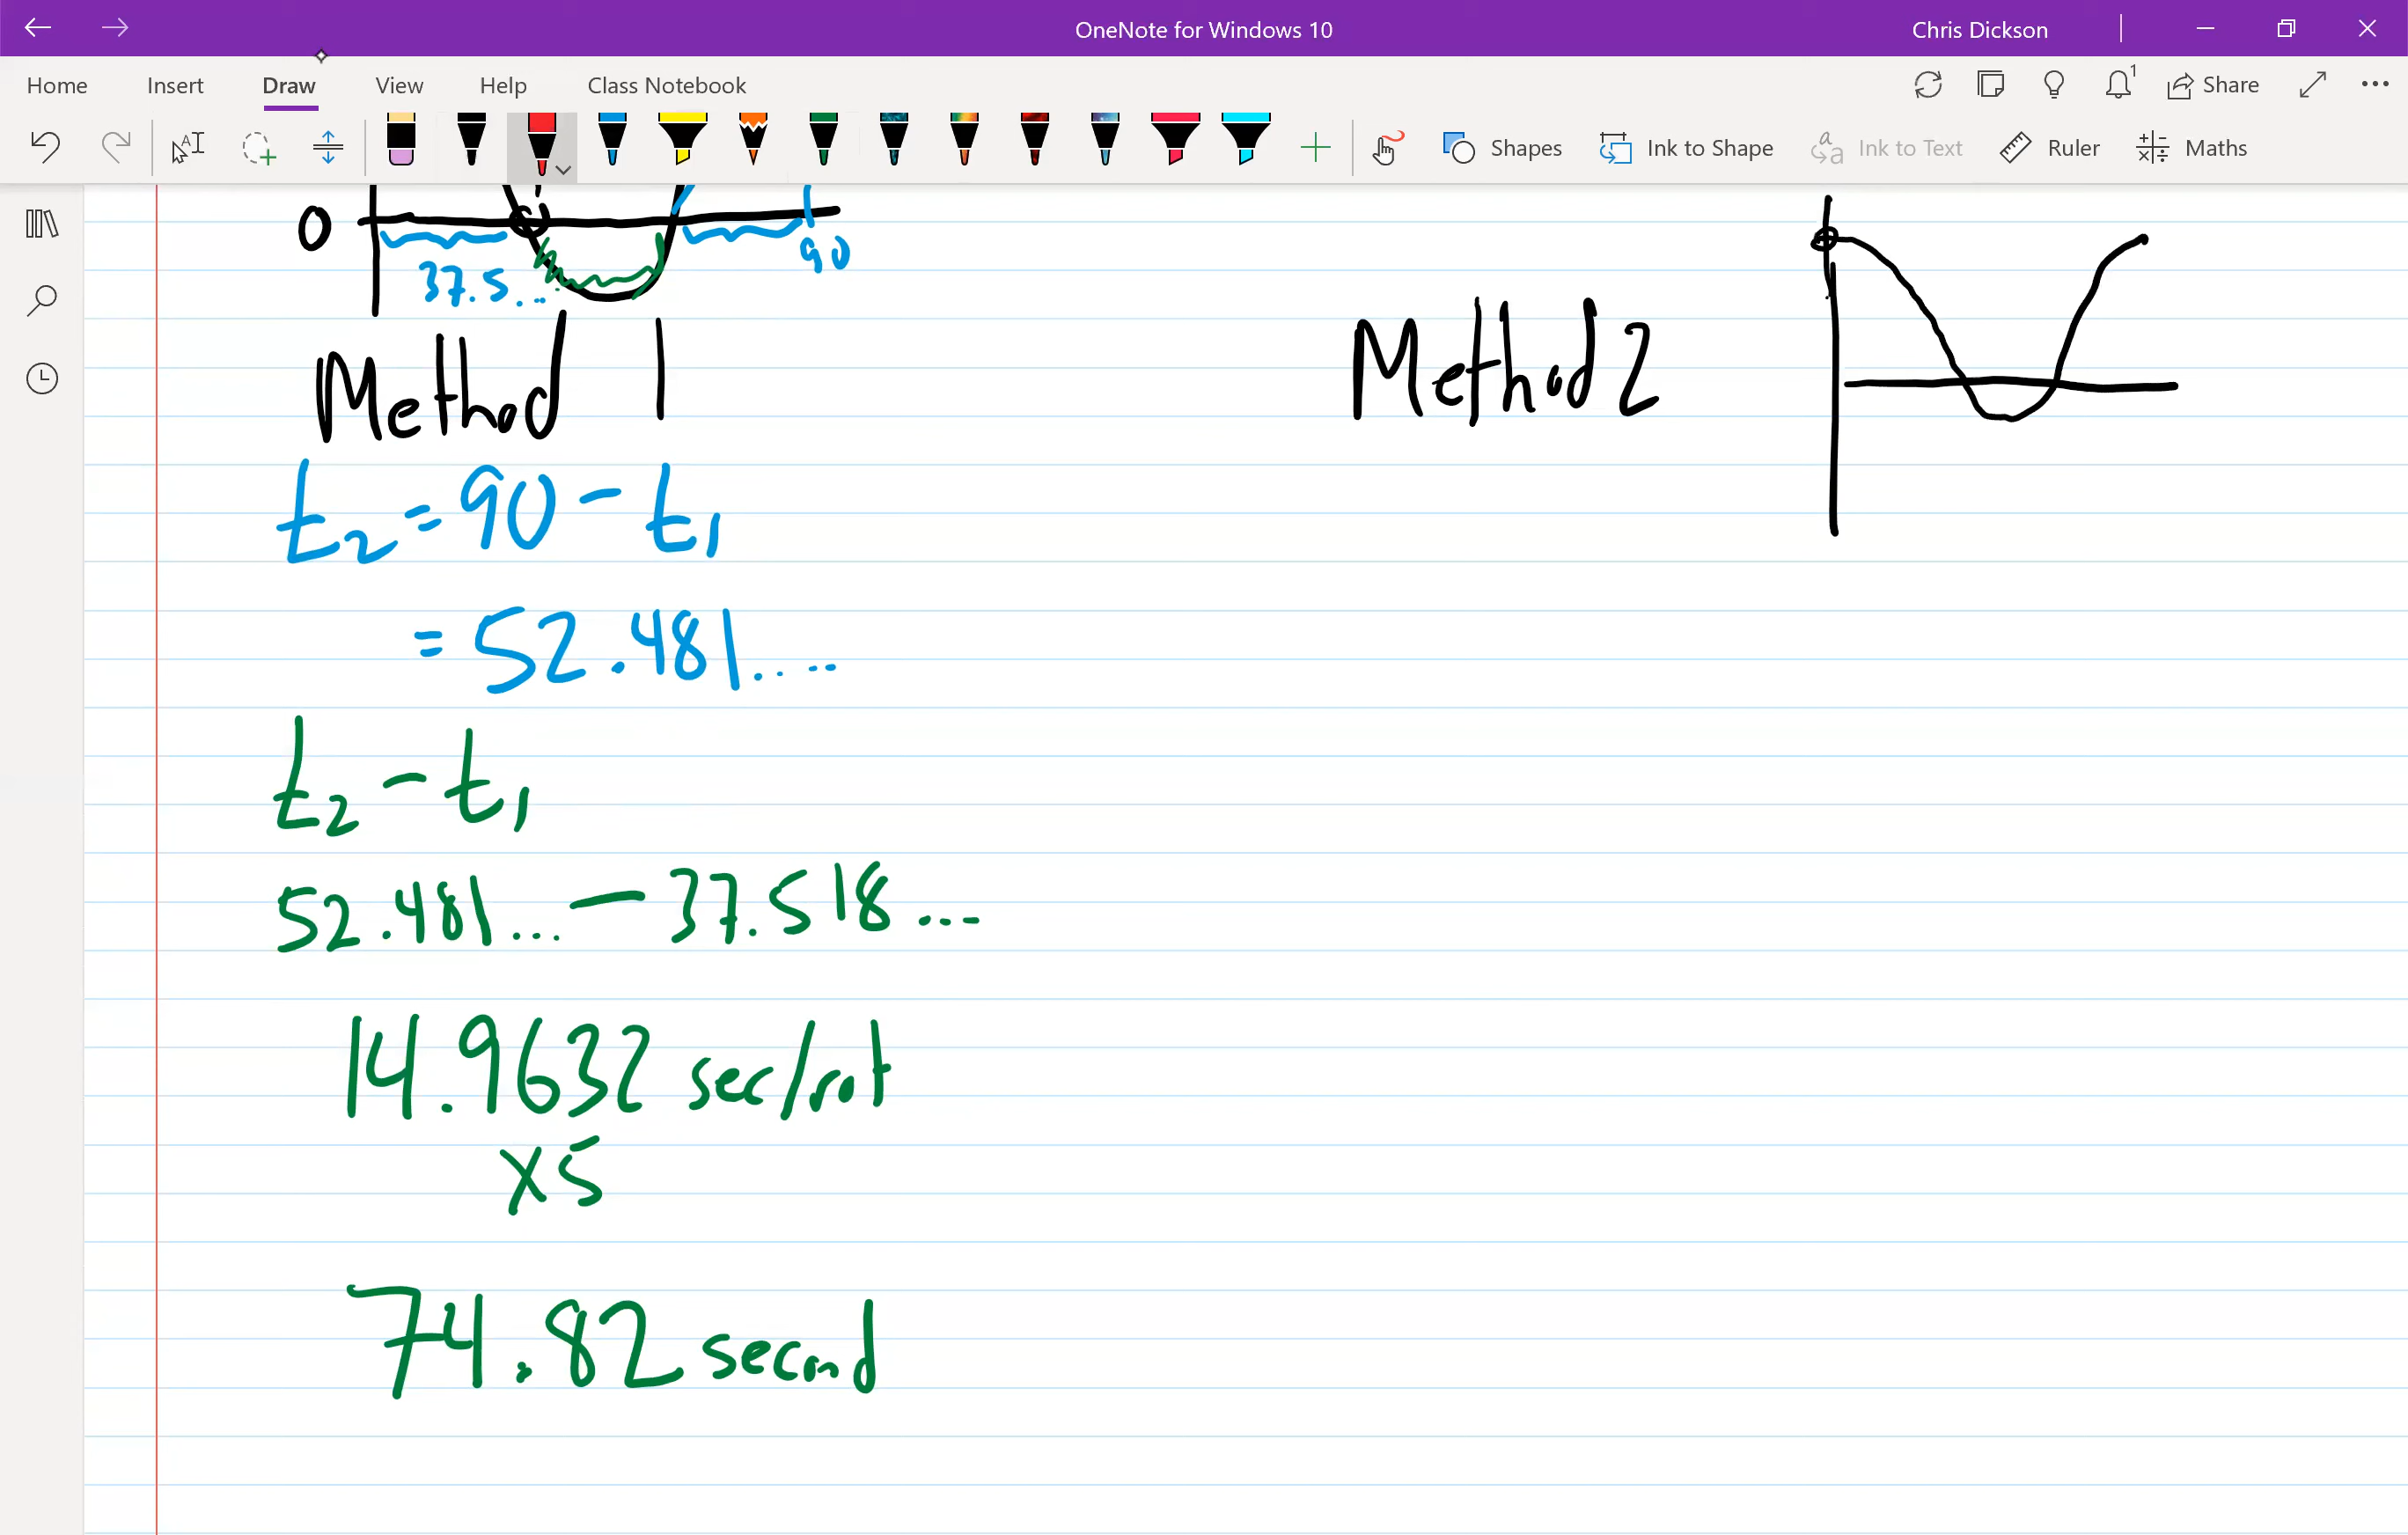 OneNote for Windows 10
Chris Dickson
Home Insert Draw View Help Class Notebook
1
Share
Shapes Ink to Shape Ink to Text Ruler Maths
0
37.5...
90
Method 1
Method 2
t₂ = 90 - t₁
= 52.481.....
t₂ - t₁
52.481... - 37.518...
14.9632 sec/rot
x5
74.82 second